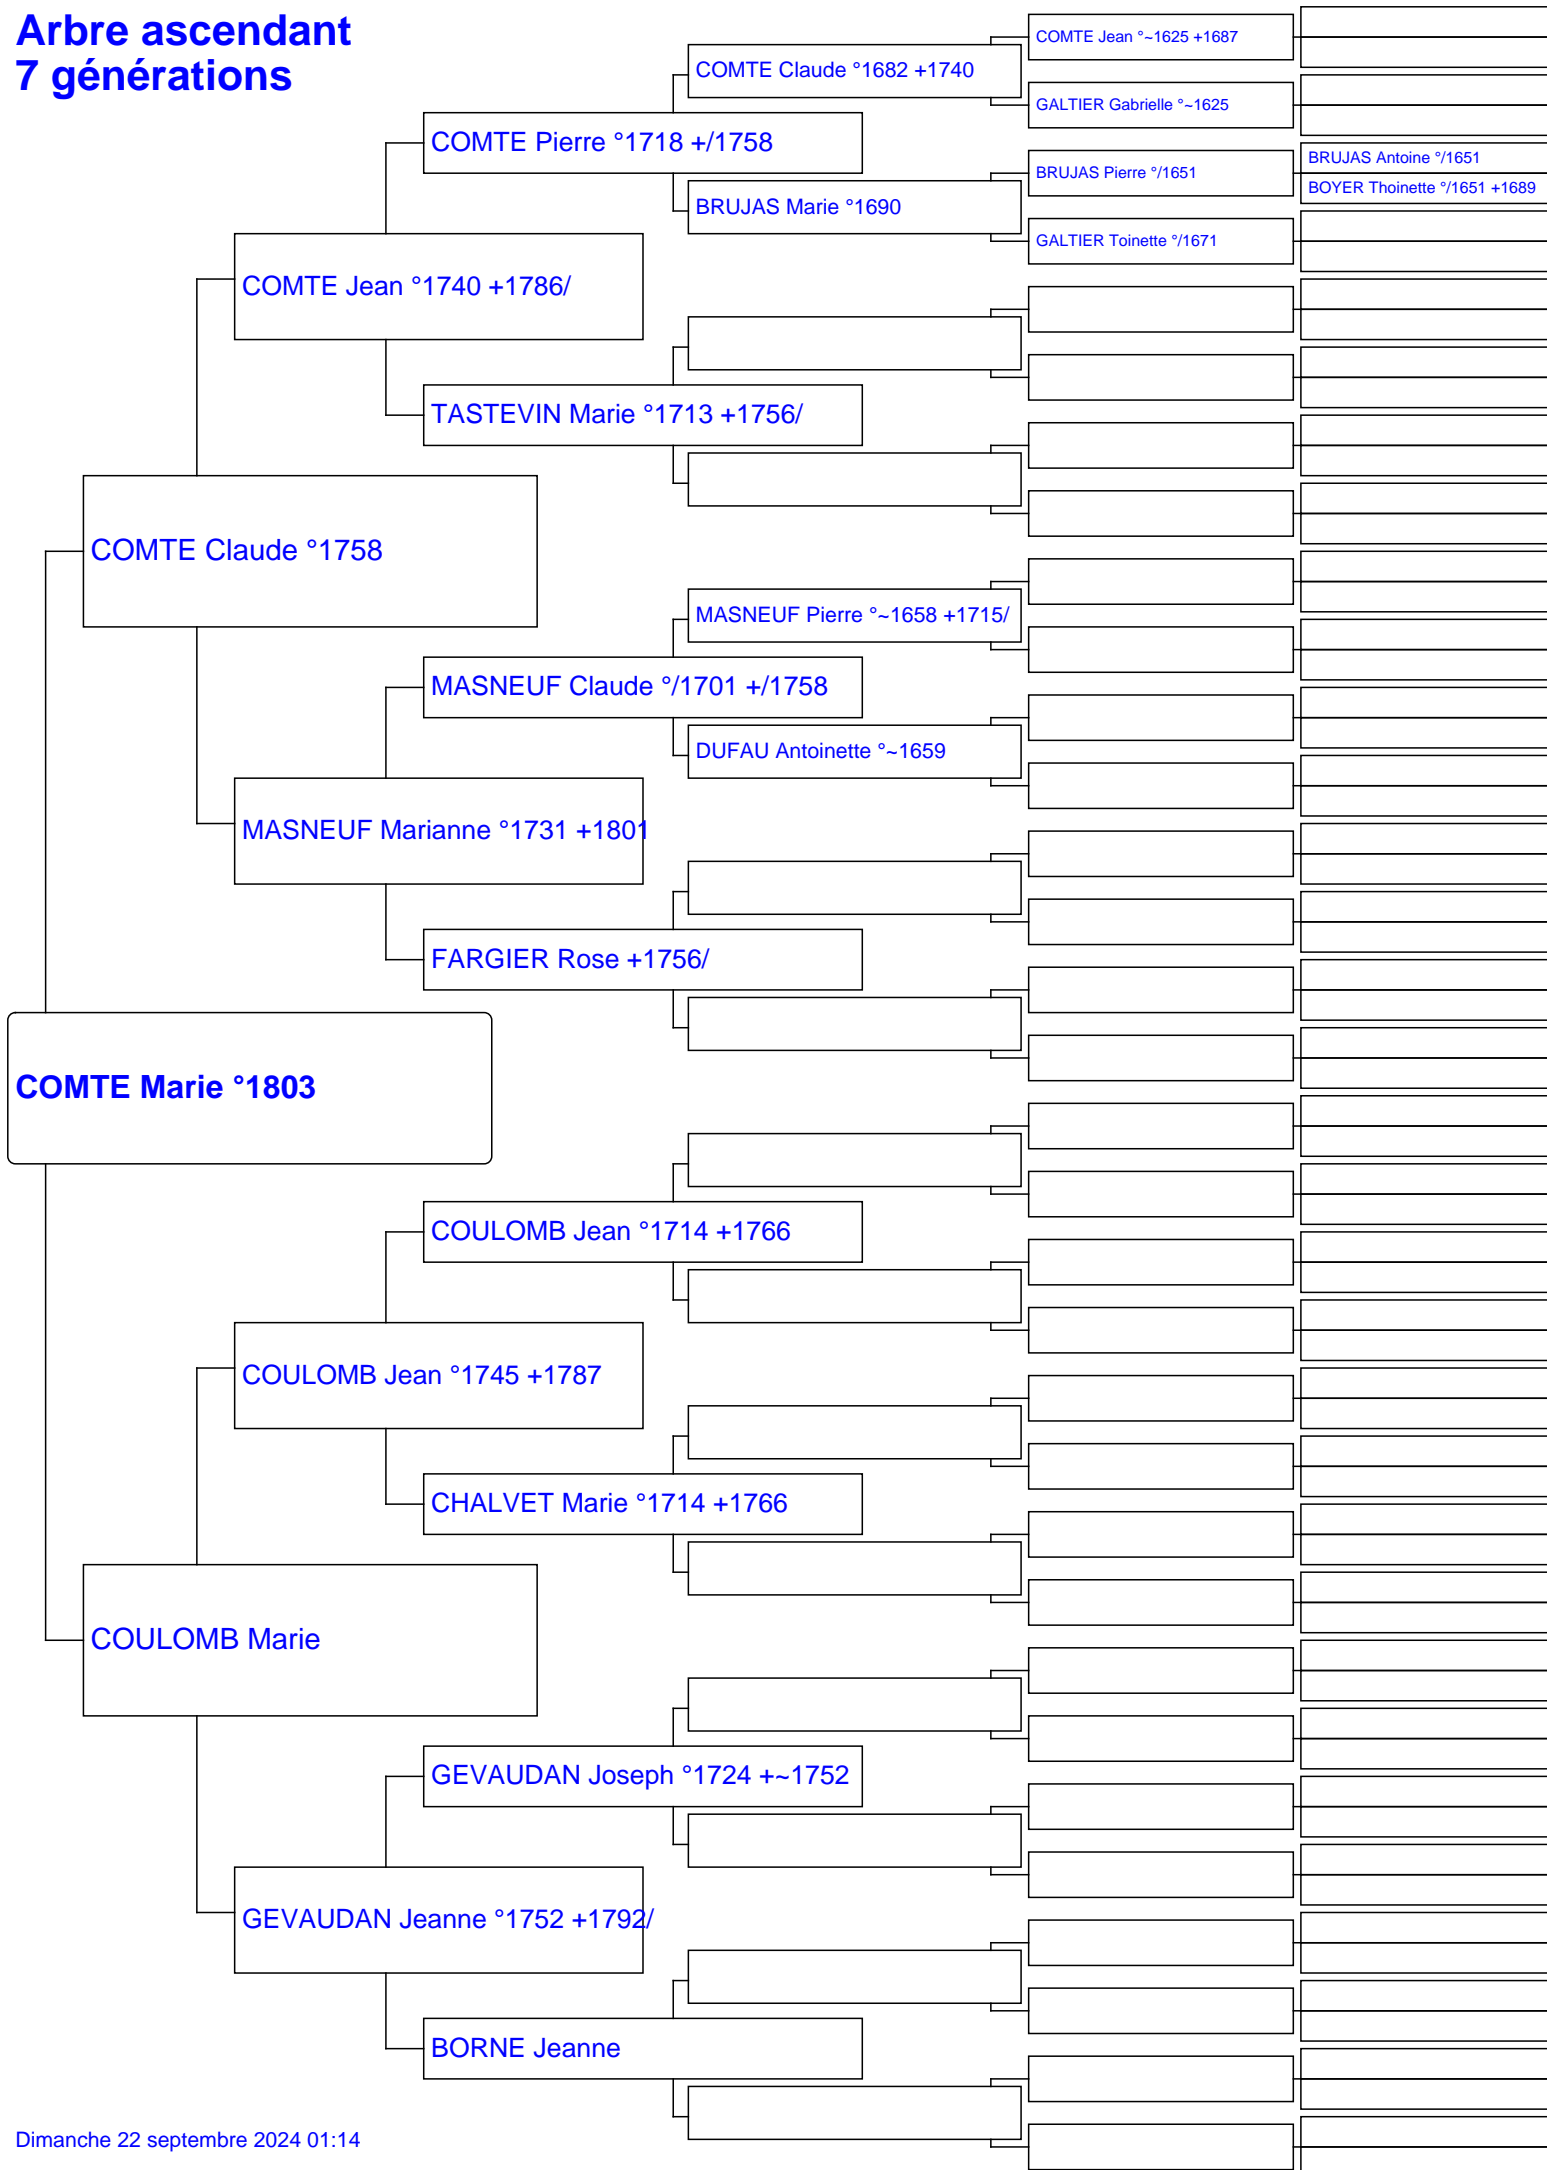 Arbre ascendant
7 générations
COMTE Jean °~1625 +1687
COMTE Claude °1682 +1740
GALTIER Gabrielle °~1625
COMTE Pierre °1718 +/1758
BRUJAS Antoine °/1651
BRUJAS Pierre °/1651
BOYER Thoinette °/1651 +1689
BRUJAS Marie °1690
GALTIER Toinette °/1671
COMTE Jean °1740 +1786/
TASTEVIN Marie °1713 +1756/
COMTE Claude °1758
MASNEUF Pierre °~1658 +1715/
MASNEUF Claude °/1701 +/1758
DUFAU Antoinette °~1659
MASNEUF Marianne °1731 +1801
FARGIER Rose +1756/
COMTE Marie °1803
COULOMB Jean °1714 +1766
COULOMB Jean °1745 +1787
CHALVET Marie °1714 +1766
COULOMB Marie
GEVAUDAN Joseph °1724 +~1752
GEVAUDAN Jeanne °1752 +1792/
BORNE Jeanne
Dimanche 22 septembre 2024 01:14